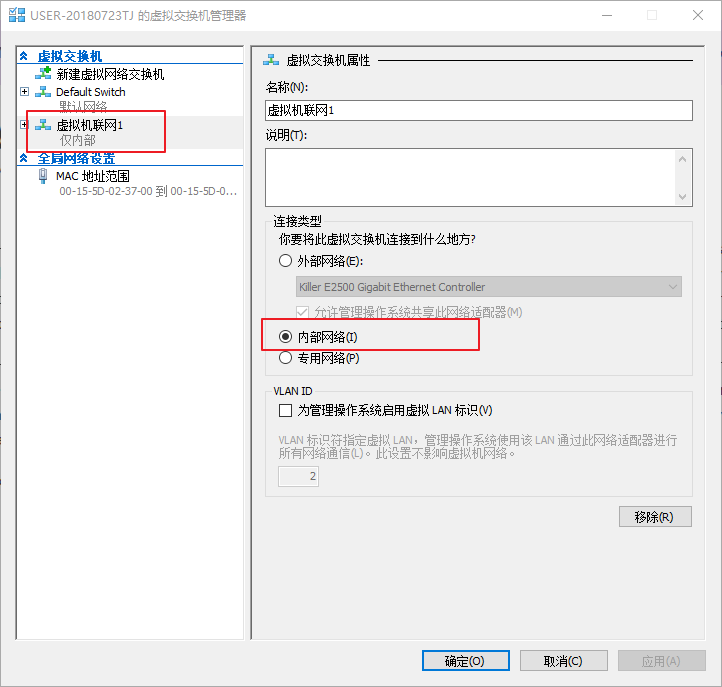 USER-20180723TJ 的虚拟交换机管理器
虚拟交换机
新建虚拟网络交换机
Default Switch
默认网络
虚拟机联网1
仅内部
全局网络设置
MAC 地址范围
00-15-5D-02-37-00 到 00-15-5D-0...
虚拟交换机属性
名称(N):
虚拟机联网1
说明(T):
连接类型
你要将此虚拟交换机连接到什么地方?
外部网络(E):
Killer E2500 Gigabit Ethernet Controller
允许管理操作系统共享此网络适配器(M)
内部网络(I)
专用网络(P)
VLAN ID
为管理操作系统启用虚拟 LAN 标识(V)
VLAN 标识符指定虚拟 LAN，管理操作系统使用该 LAN 通过此网络适配器进行
所有网络通信(L)。此设置不影响虚拟机网络。
2
移除(R)
确定(O)
取消(C)
应用(A)